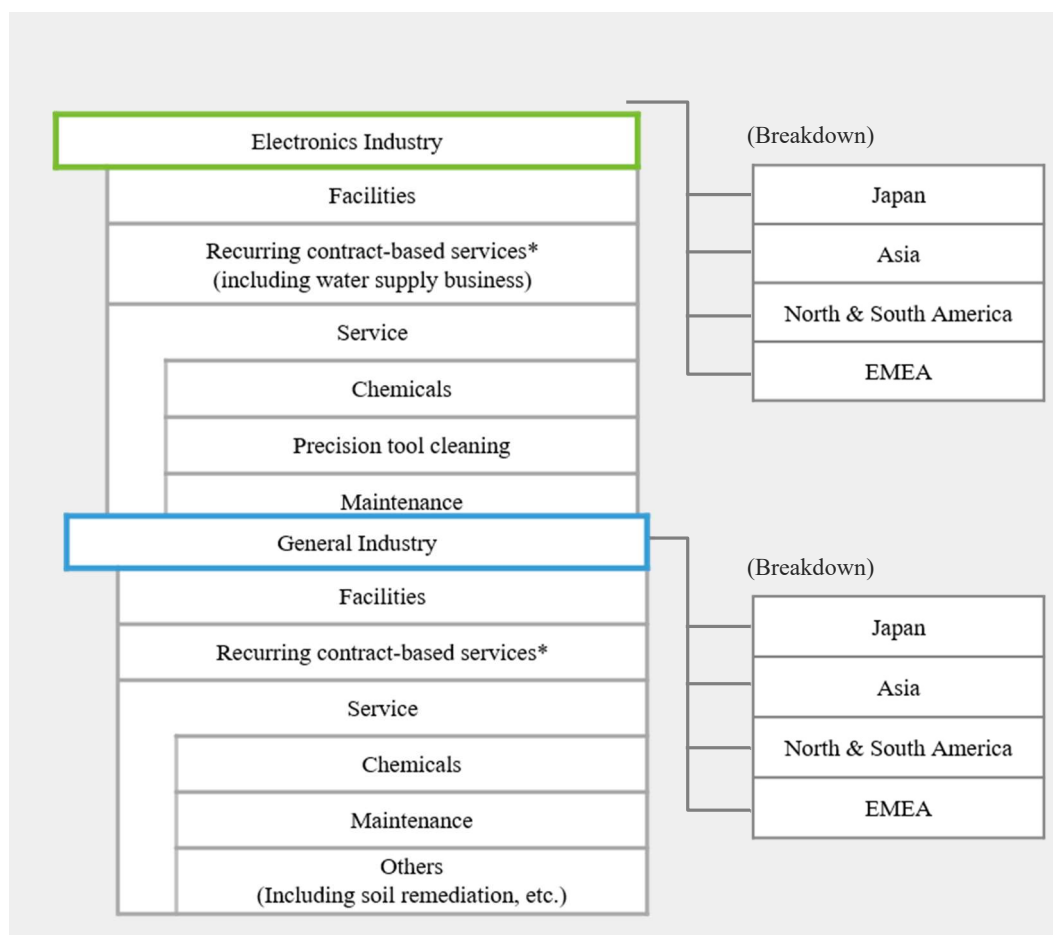 Electronics Industry
Facilities
Recurring contract-based services*
(including water supply business)
Service
Chemicals
Precision tool cleaning
Maintenance
(Breakdown)
Japan
Asia
North & South America
EMEA
General Industry
Facilities
Recurring contract-based services*
Service
Chemicals
Maintenance
Others
(Including soil remediation, etc.)
(Breakdown)
Japan
Asia
North & South America
EMEA